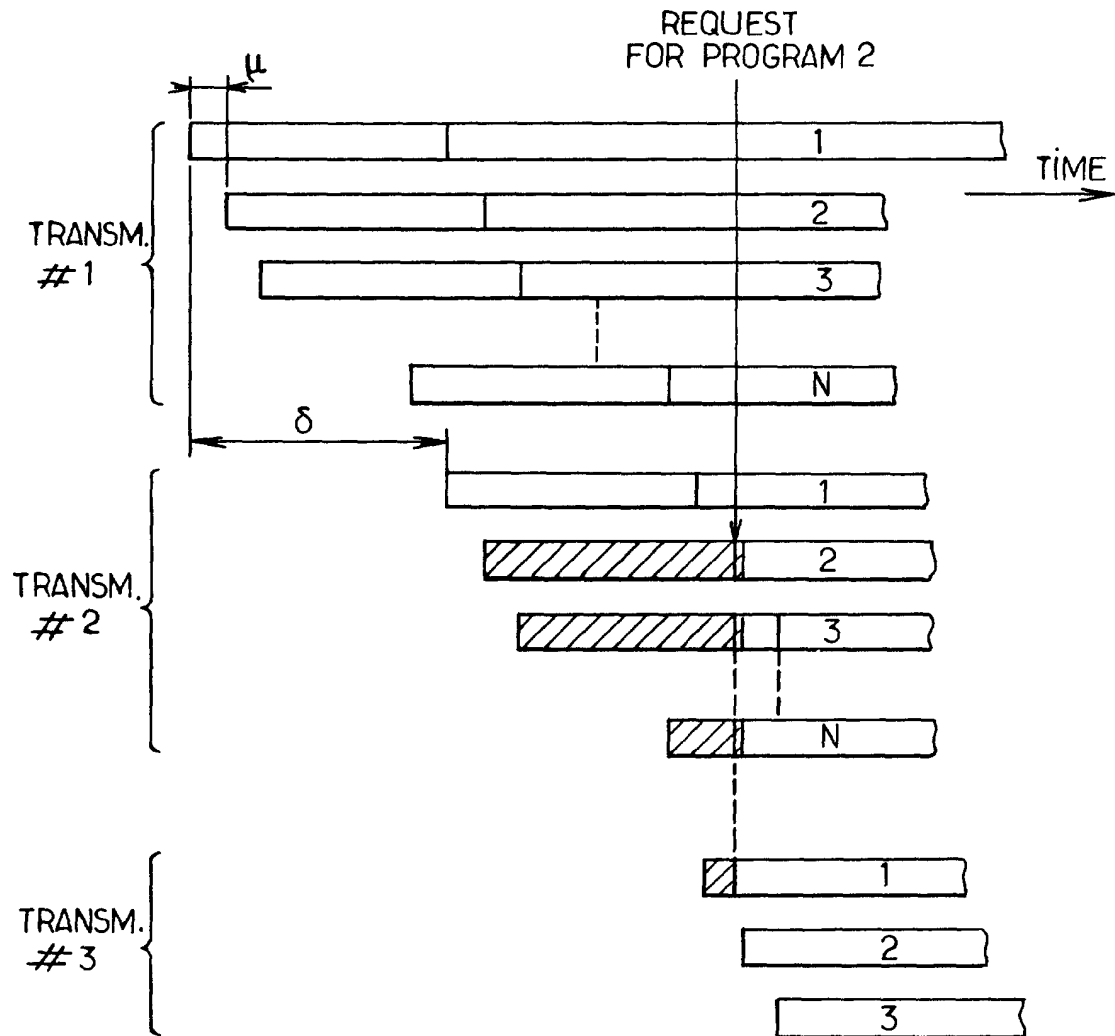 REQUEST
FOR PROGRAM 2
μ
1
TIME
2
TRANSM.
#1
3
N
δ
1
2
TRANSM.
#2
3
N
1
TRANSM.
#3
2
3